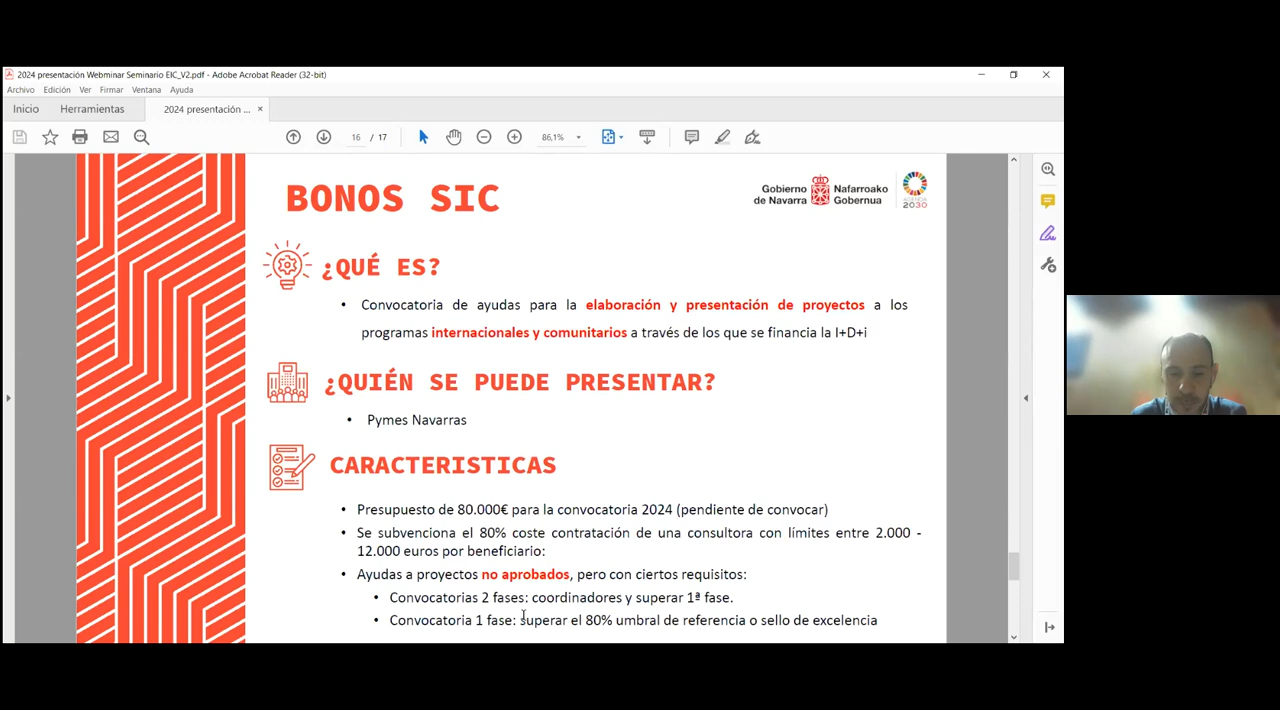 2024 presentación Webminar Seminario EIC_V2.pdf - Adobe Acrobat Reader (32-bit)
Archivo Edición Ver Firmar Ventana Ayuda
Inicio Herramientas 2024 presentación ... ×
16 / 17 86,1%
BONOS SIC
Gobierno de Navarra
Nafarroako Gobernua
AGENDA 2030
¿QUÉ ES?
• Convocatoria de ayudas para la elaboración y presentación de proyectos a los
programas internacionales y comunitarios a través de los que se financia la I+D+i
¿QUIÉN SE PUEDE PRESENTAR?
• Pymes Navarras
CARACTERISTICAS
• Presupuesto de 80.000€ para la convocatoria 2024 (pendiente de convocar)
• Se subvenciona el 80% coste contratación de una consultora con límites entre 2.000 -
12.000 euros por beneficiario:
• Ayudas a proyectos no aprobados, pero con ciertos requisitos:
• Convocatorias 2 fases: coordinadores y superar 1ª fase.
• Convocatoria 1 fase: superar el 80% umbral de referencia o sello de excelencia